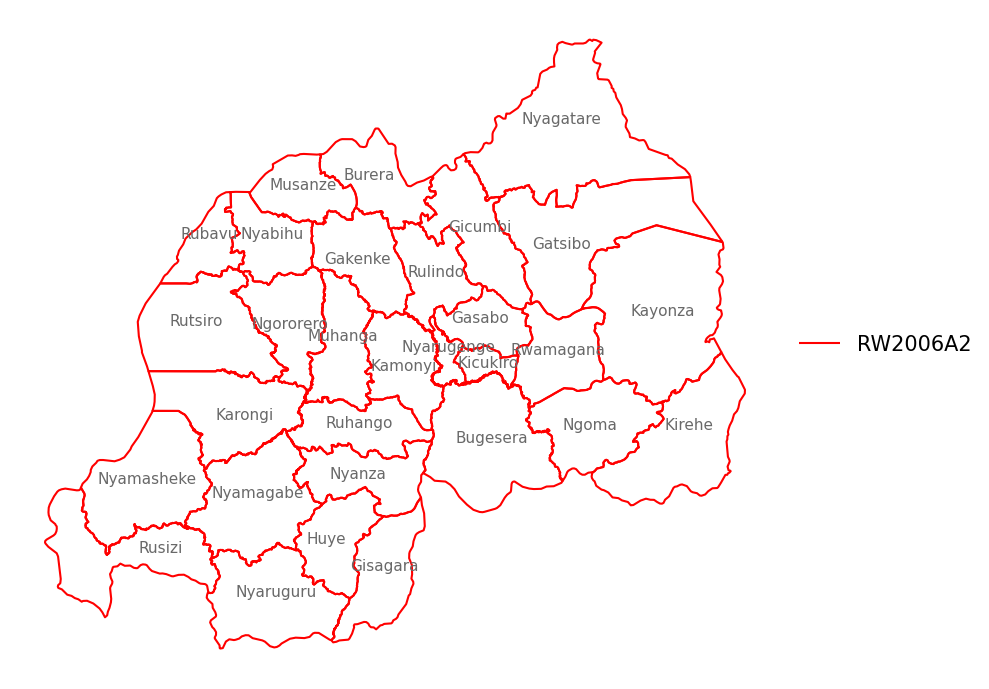 Nyagatare
Burera
Musanze
Gicumbi
Rubavu
Nyabihu
Gatsibo
Gakenke
Rulindo
Kayonza
Gasabo
Rutsiro
Ngororero
Muhanga
Nyarugenge
Rwamagana
Kicukiro
Kamonyi
RW2006A2
Karongi
Ruhango
Ngoma
Kirehe
Bugesera
Nyanza
Nyamasheke
Nyamagabe
Huye
Rusizi
Gisagara
Nyaruguru